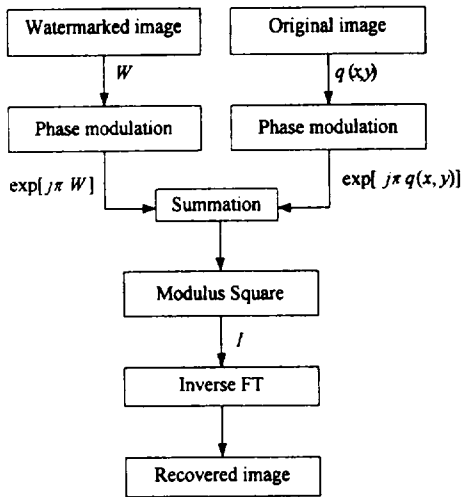 Watermarked image
Original image
W
q(x,y)
Phase modulation
Phase modulation
exp[jπ W]
exp[ jπ q(x, y)]
Summation
Modulus Square
I
Inverse FT
Recovered image